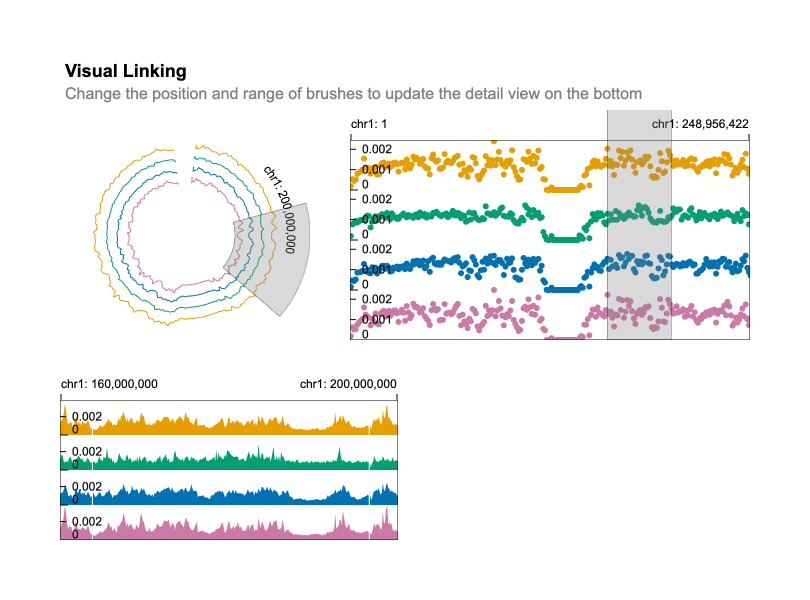 Visual Linking
Change the position and range of brushes to update the detail view on the bottom
chr1: 200,000,000
chr1: 1
chr1: 248,956,422
0.002
0.001
0
0.002
0.001
0
0.002
0.001
0
0.002
0.001
0
chr1: 160,000,000
chr1: 200,000,000
0.002
0
0.002
0
0.002
0
0.002
0